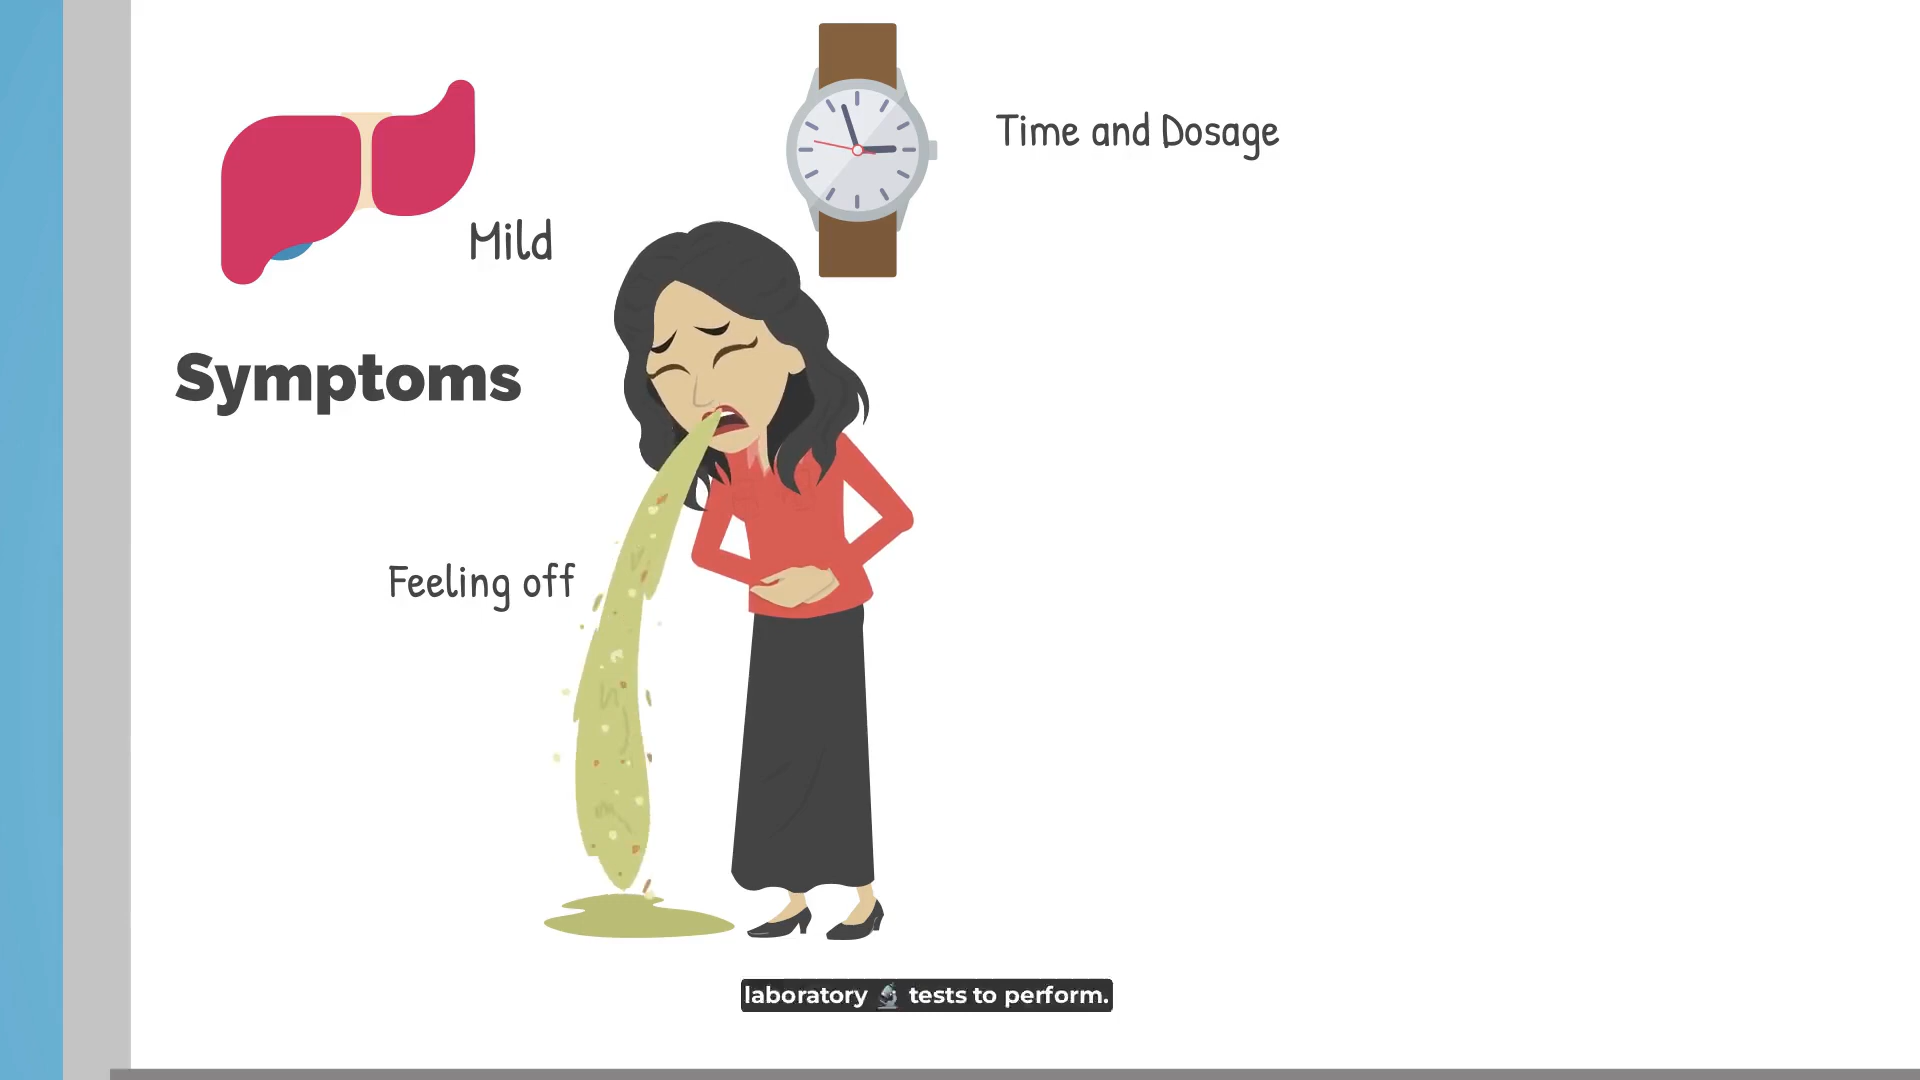 Time and Dosage
Mild
Symptoms
Feeling off
laboratory 🔬 tests to perform.